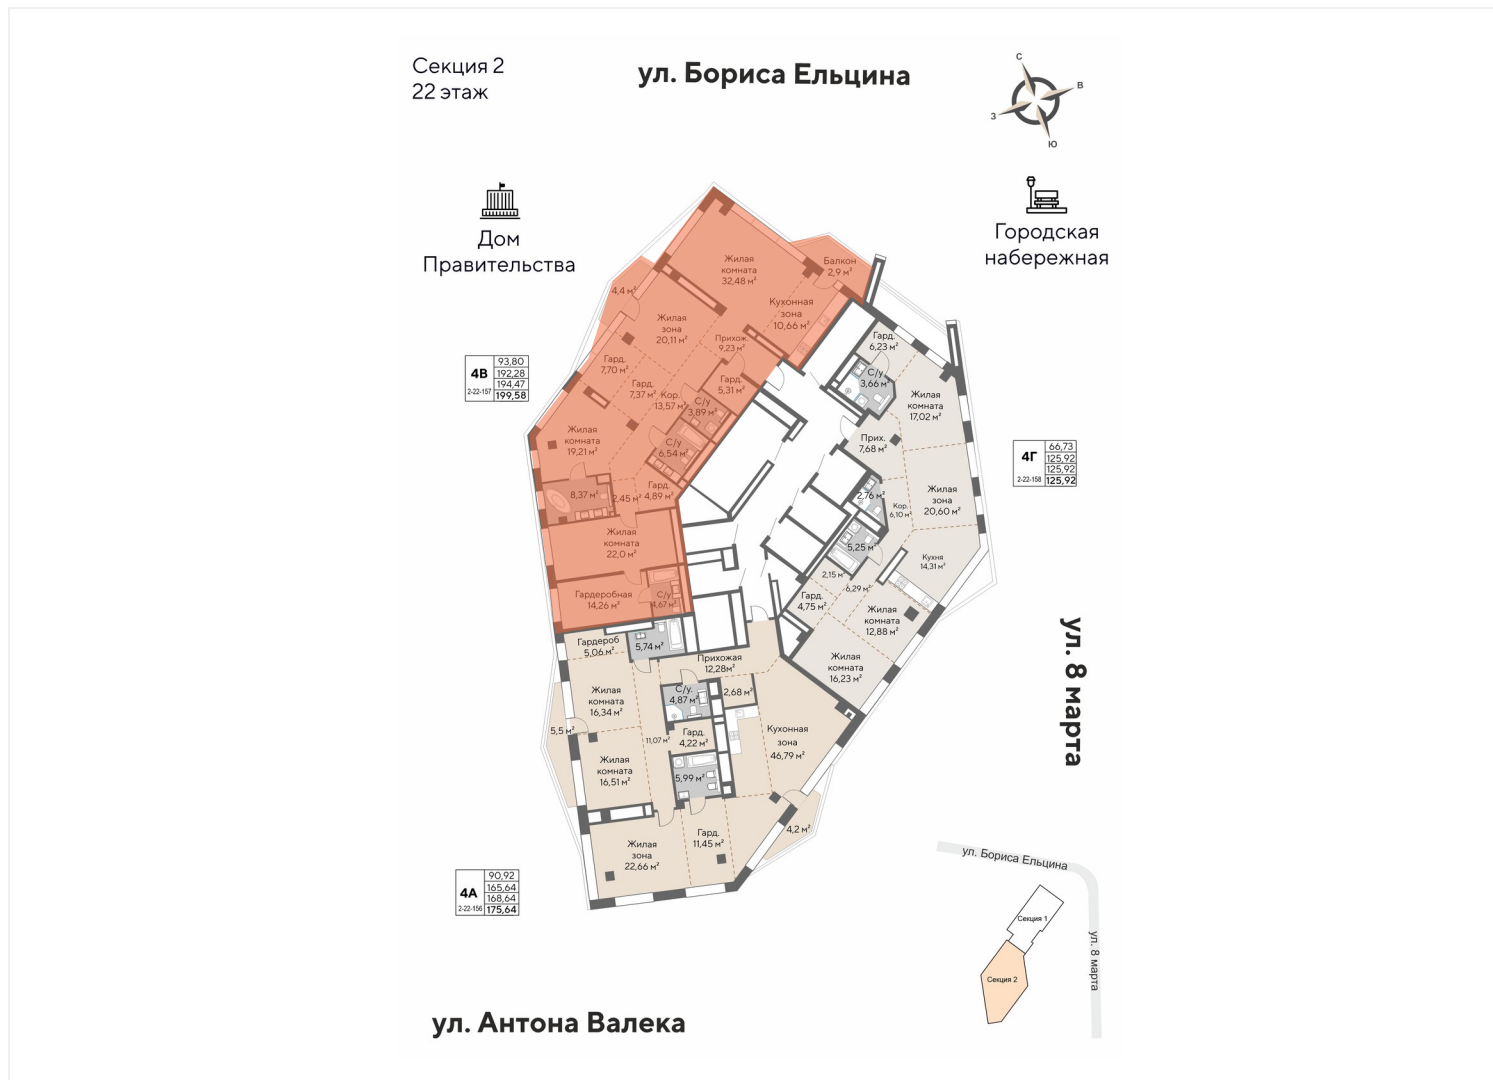 Секция 2
22 этаж
ул. Бориса Ельцина
С
В
З
Ю
Дом
Правительства
Городская
набережная
Жилая
комната
32,48 м²
Балкон
2,9 м²
4,4 м²
Кухонная
зона
10,66 м²
Жилая
зона
20,11 м²
Прихож.
9,23 м²
Гард.
7,70 м²
Гард.
7,37 м²
Кор.
13,57 м²
Гард.
5,31 м²
С/у
3,89 м²
Жилая
комната
19,21 м²
С/у
6,54 м²
8,37 м²
2,45 м²
Гард.
4,89 м²
Жилая
комната
22,0 м²
Гардеробная
14,26 м²
С/у
4,67 м²
4В
2-22-157
93,80
192,28
194,47
199,58
Гард.
6,23 м²
С/у
3,66 м²
Жилая
комната
17,02 м²
Прих.
7,68 м²
2,76 м²
Кор.
6,10 м²
Жилая
зона
20,60 м²
5,25 м²
Кухня
14,31 м²
2,15 м²
6,29 м²
Гард.
4,75 м²
Жилая
комната
12,88 м²
Жилая
комната
16,23 м²
4Г
2-22-158
66,73
125,92
125,92
125,92
Гардероб
5,06 м²
5,74 м²
Прихожая
12,28м²
Жилая
комната
16,34 м²
С/у.
4,87 м²
2,68 м²
5,5 м²
11,07 м²
Гард.
4,22 м²
Кухонная
зона
46,79 м²
Жилая
комната
16,51 м²
5,99 м²
4,2 м²
Жилая
зона
22,66 м²
Гард.
11,45 м²
4А
2-22-156
90,92
165,64
168,64
175,64
ул. 8 марта
ул. Бориса Ельцина
Секция 1
Секция 2
ул. 8 марта
ул. Антона Валека